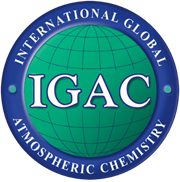 INTERNATIONAL GLOBAL
IGAC
ATMOSPHERIC CHEMISTRY